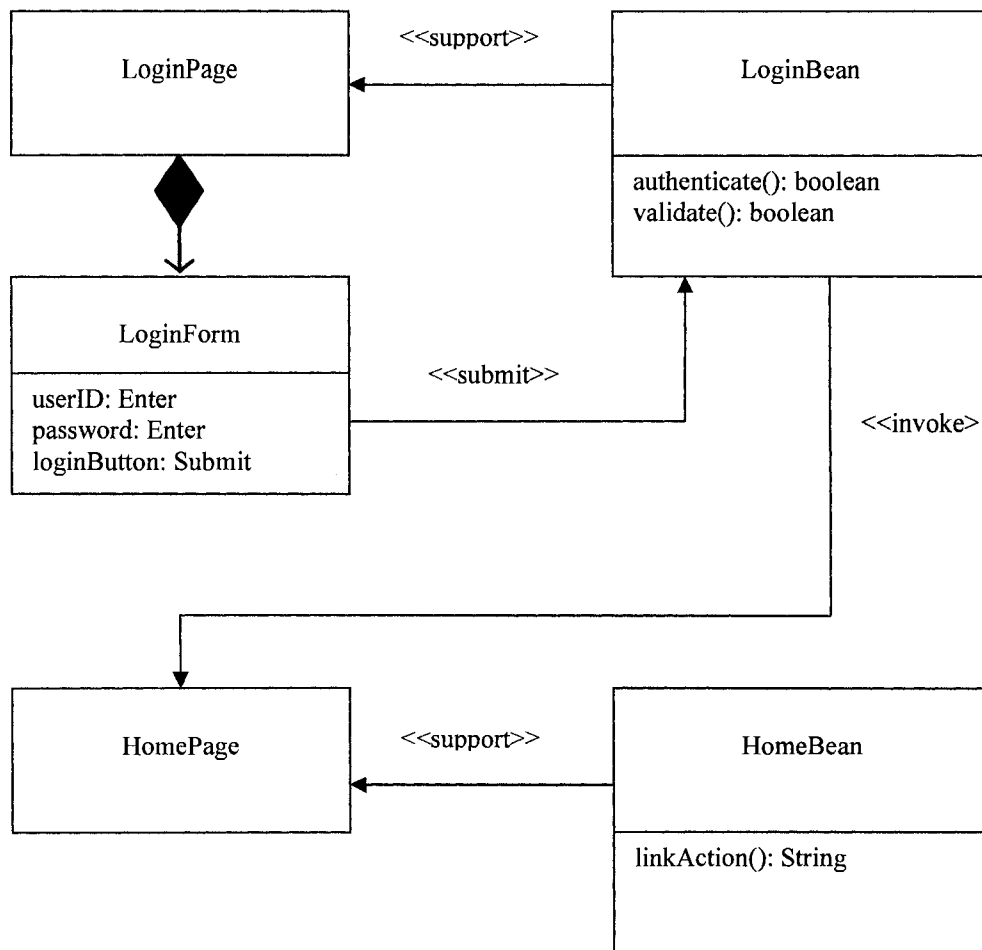 <<support>>
LoginPage
LoginBean
authenticate(): boolean
validate(): boolean
LoginForm
<<submit>>
userID: Enter
password: Enter
loginButton: Submit
<<invoke>
HomePage
<<support>>
HomeBean
linkAction(): String